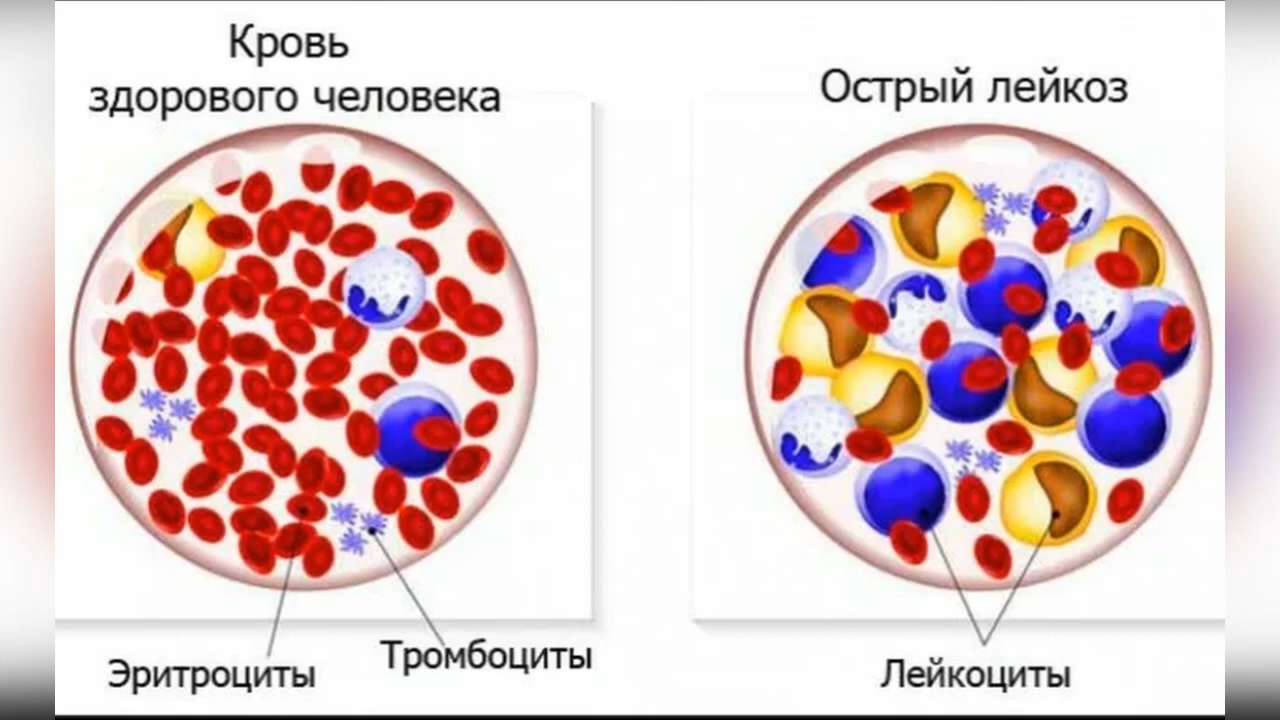 Кровь
здорового человека
Острый лейкоз
Эритроциты
Тромбоциты
Лейкоциты